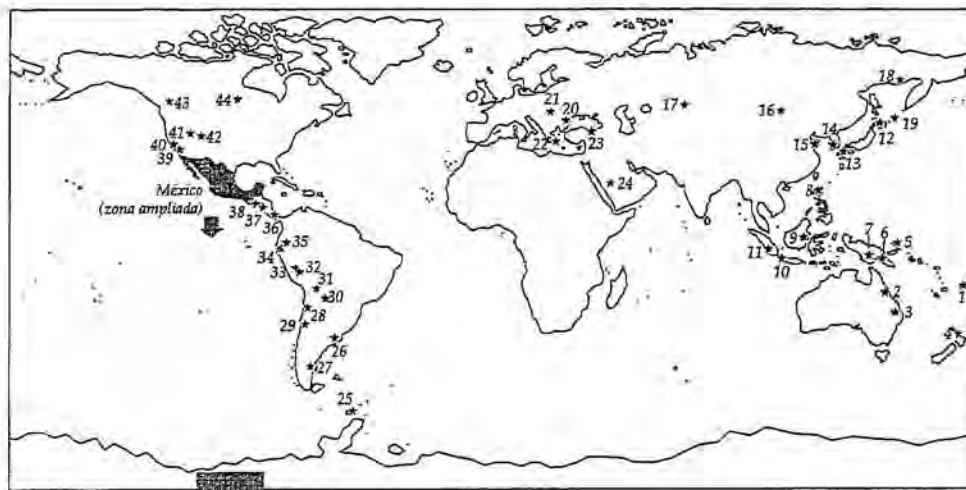 43 44 21 20 17 16 18
41 42 22 23 14 12 19
40 39 15 13
24 8
México
(zona ampliada)
38 37 36
35 34 33 32 31 30
11 9 10 7 6 5
29 28 2 3 1
26 27 4
25